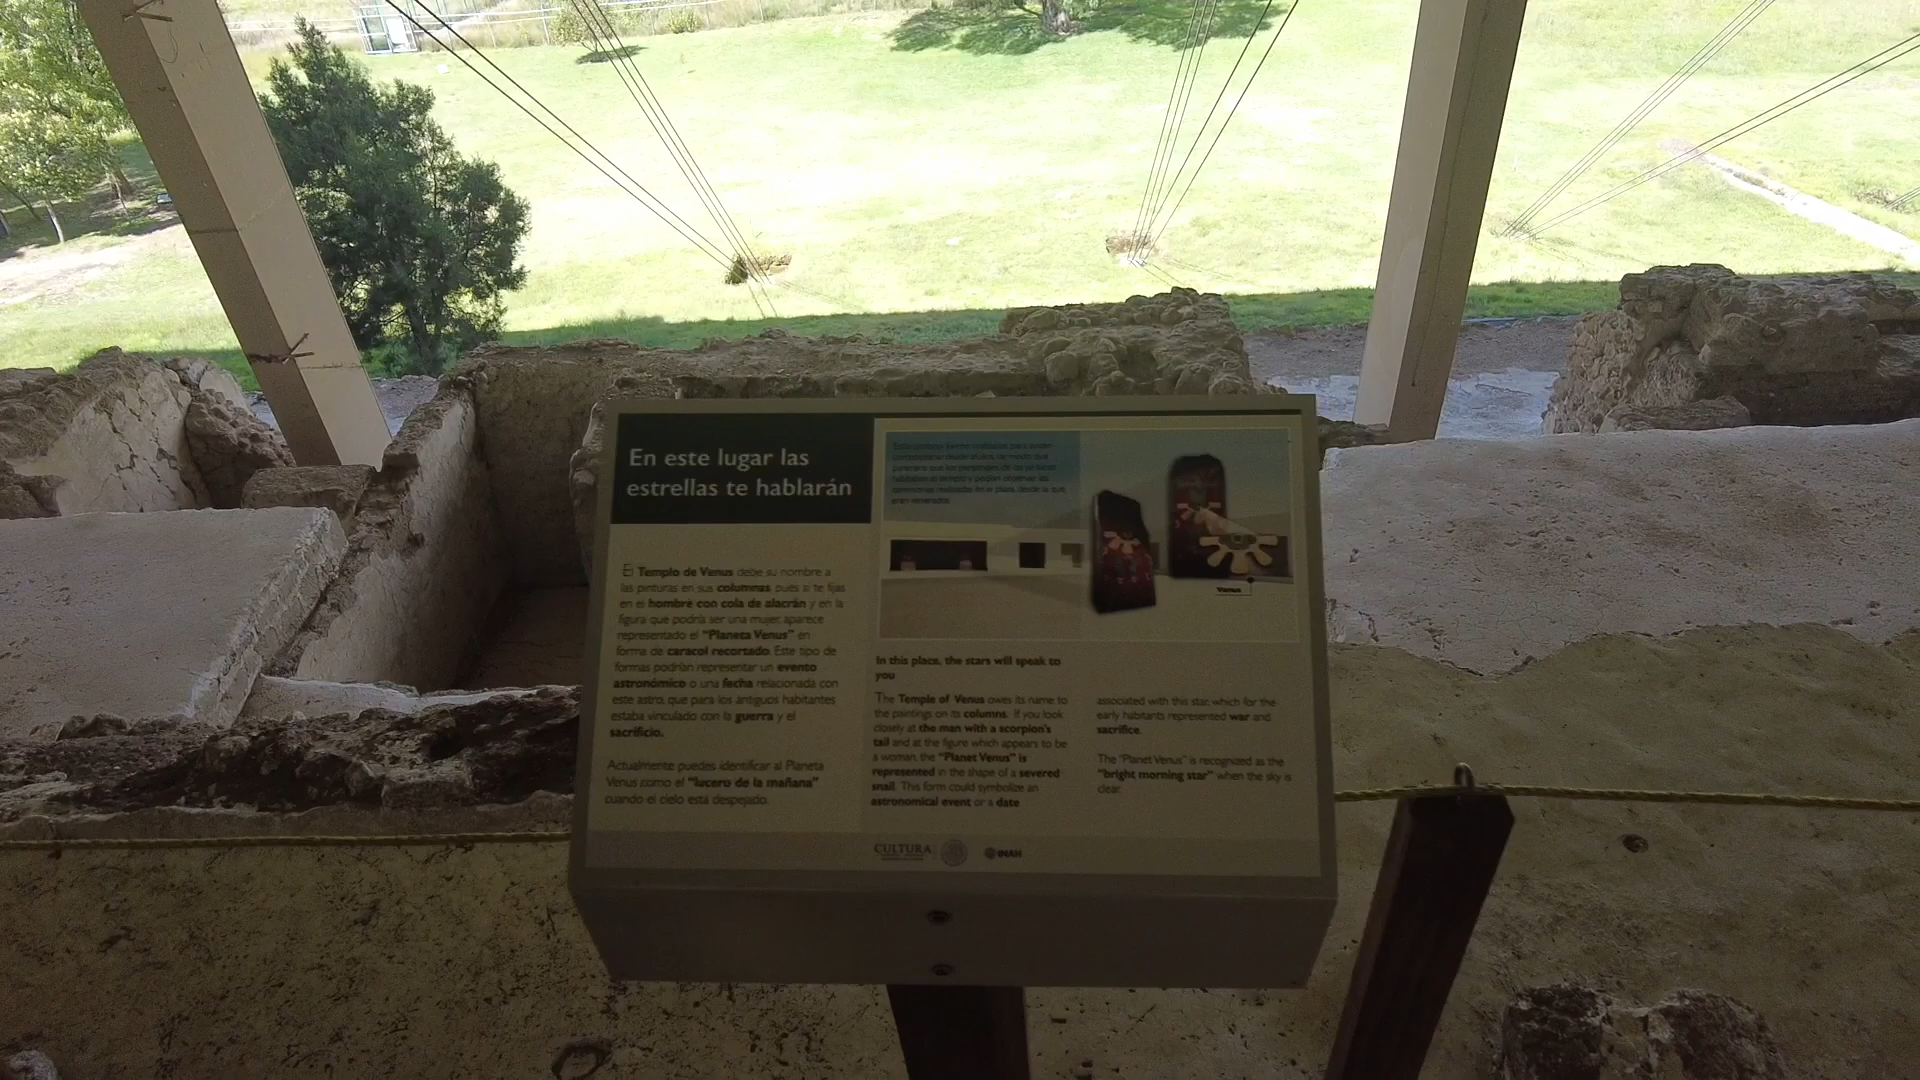 En este lugar las
estrellas te hablarán
El Templo de Venus debe su nombre a
las pinturas en sus columnas pues si te fijas
en el hombre con cola de alacrán y en la
figura que podría ser una mujer, aparece
representado el "Planeta Venus" en
forma de caracol recortado. Este tipo de
formas podrían representar un evento
astronómico o una fecha relacionada con
este astro, que para los antiguos habitantes
estaba vinculado con la guerra y el
sacrificio.
Actualmente puedes identificar al Planeta
Venus como el "lucero de la mañana"
cuando el cielo está despejado.
Venus
In this place, the stars will speak to
you
The Temple of Venus owes its name to
the paintings on its columns. If you look
closely at the man with a scorpion's
tail and at the figure which appears to be
a woman, the "Planet Venus" is
represented in the shape of a severed
snail. This form could symbolize an
astronomical event or a date
associated with this star, which for the
early habitants represented war and
sacrifice.
The "Planet Venus" is recognized as the
"bright morning star" when the sky is
clear.
CULTURA
INAH